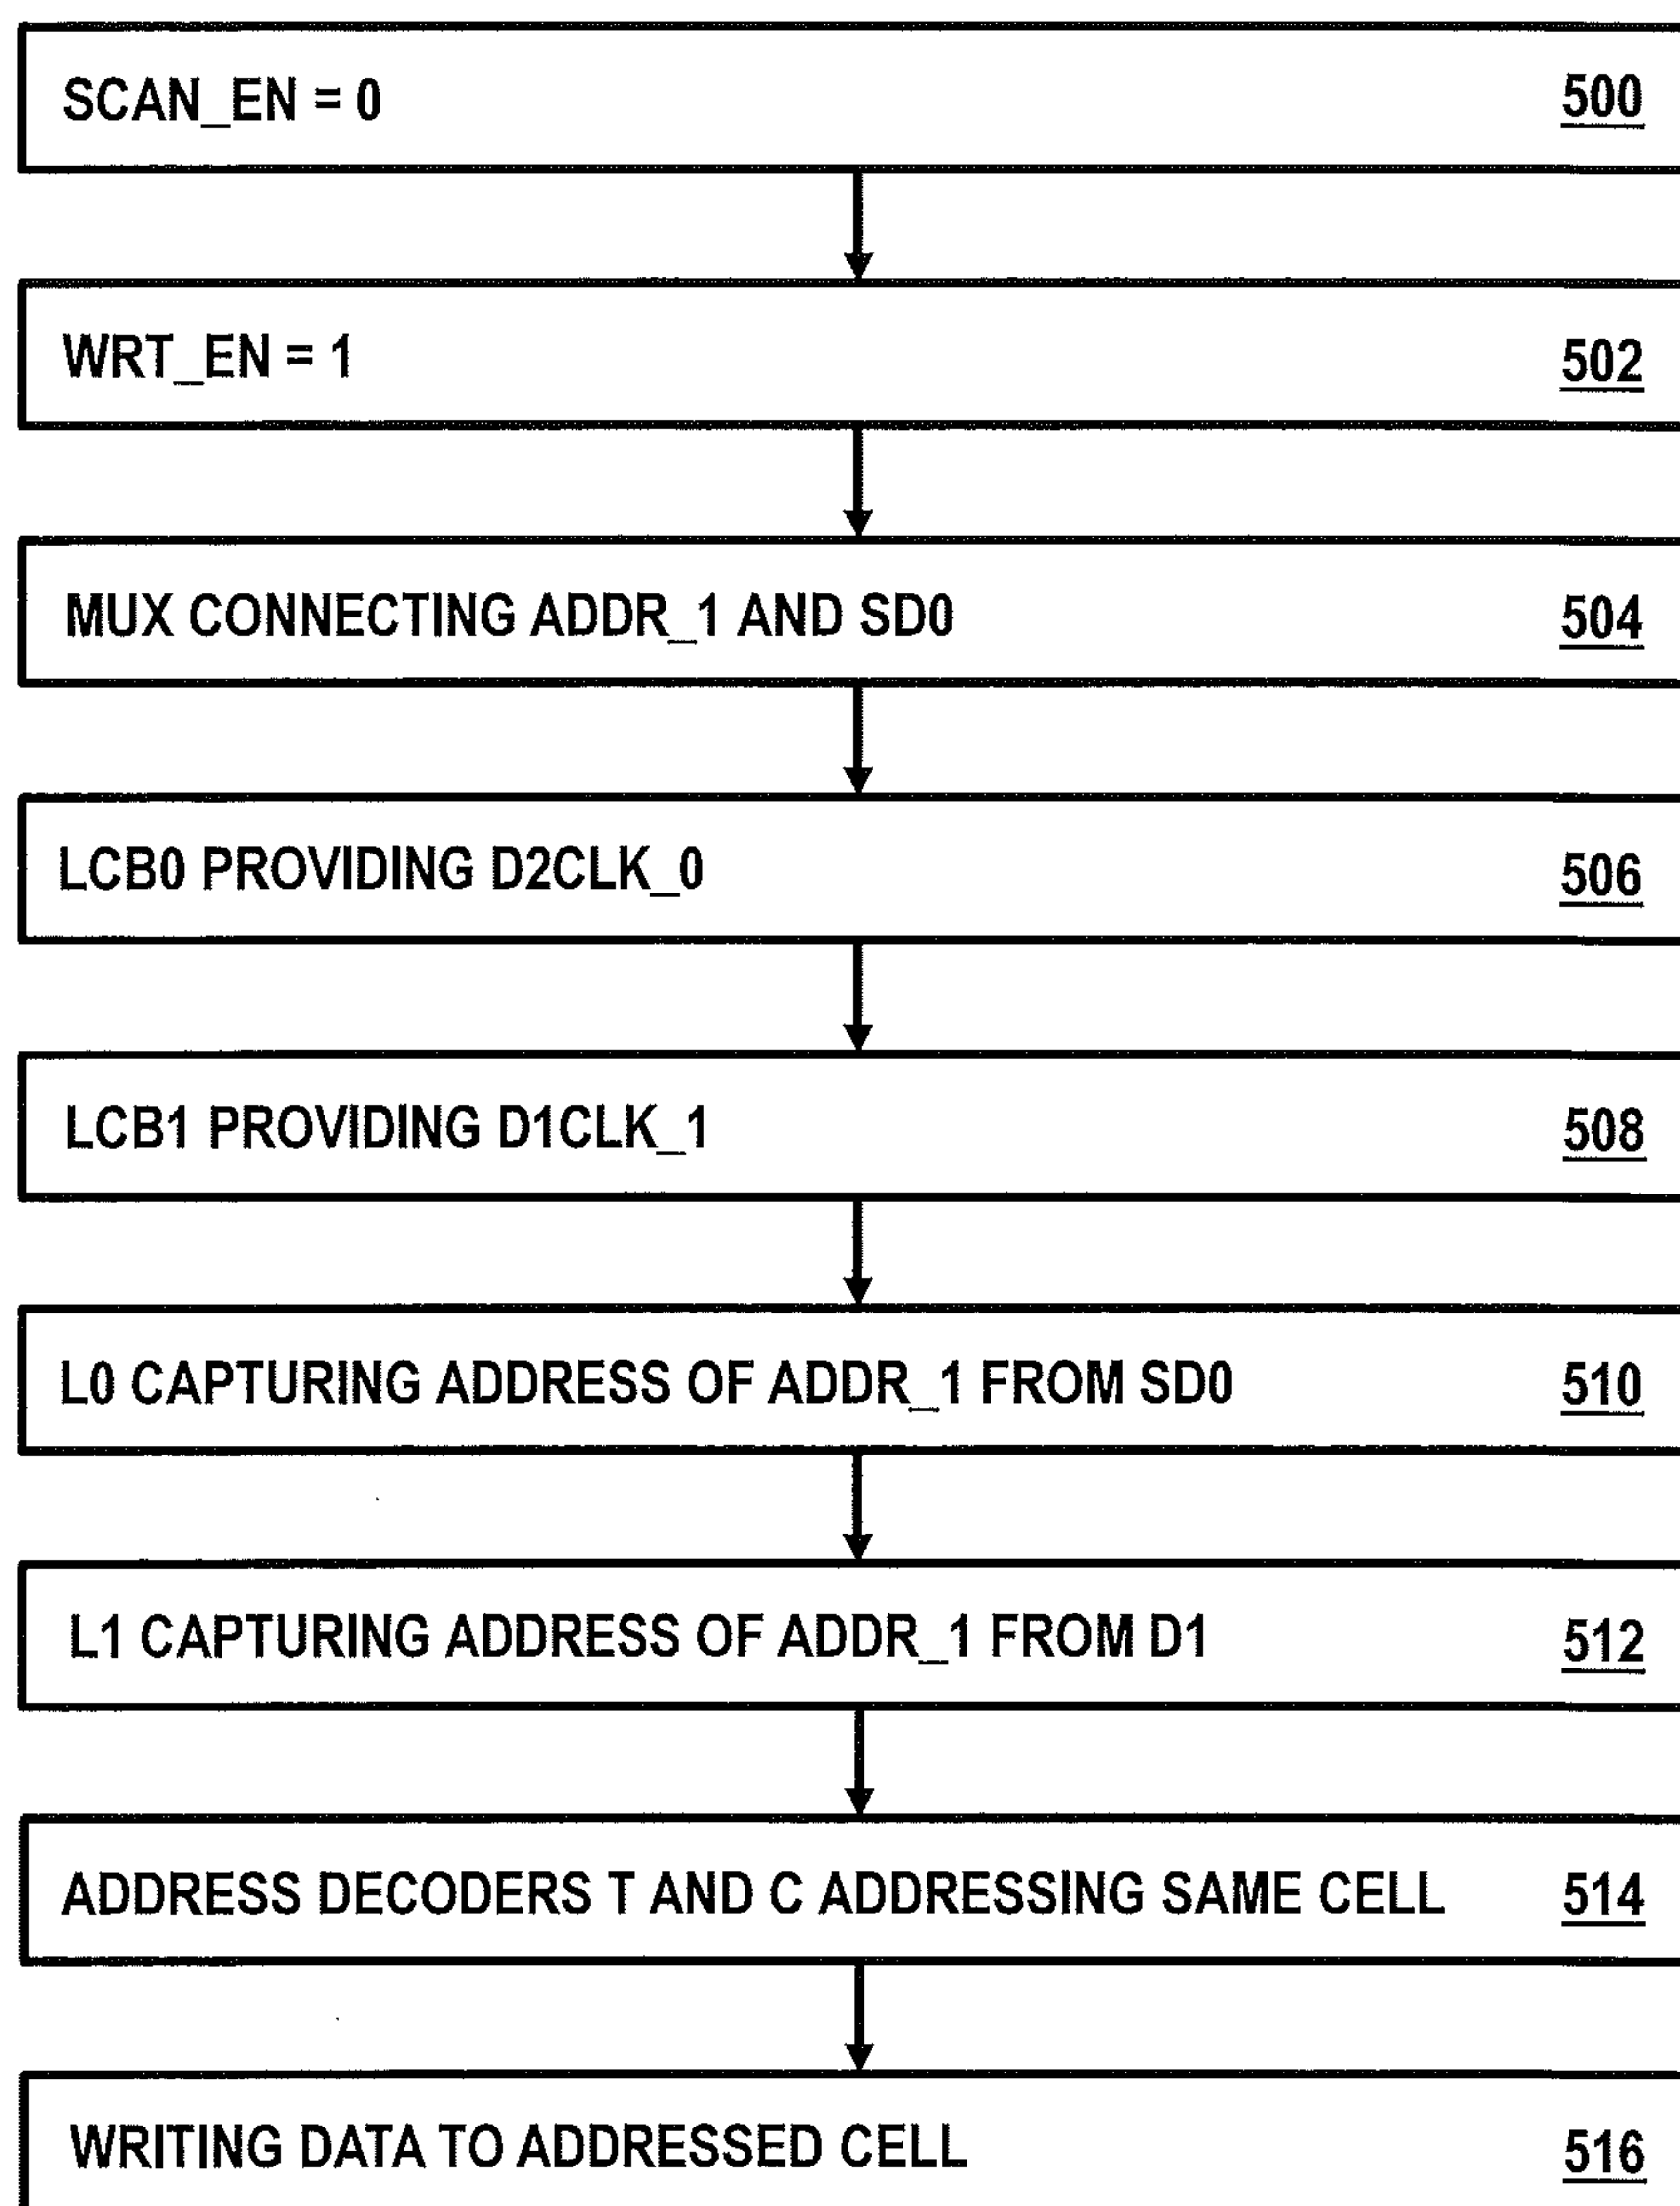 SCAN_EN = 0 500
WRT_EN = 1 502
MUX CONNECTING ADDR_1 AND SD0 504
LCB0 PROVIDING D2CLK_0 506
LCB1 PROVIDING D1CLK_1 508
L0 CAPTURING ADDRESS OF ADDR_1 FROM SD0 510
L1 CAPTURING ADDRESS OF ADDR_1 FROM D1 512
ADDRESS DECODERS T AND C ADDRESSING SAME CELL 514
WRITING DATA TO ADDRESSED CELL 516